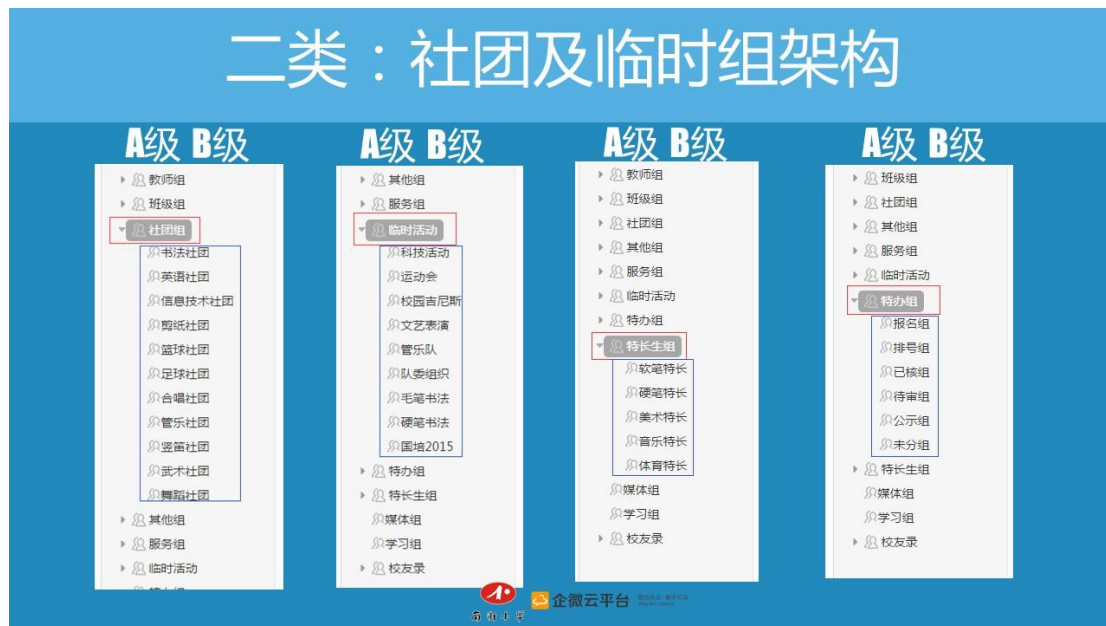 二类：社团及临时组架构
A级 B级
教师组
班级组
社团组
书法社团
英语社团
信息技术社团
剪纸社团
篮球社团
足球社团
合唱社团
管乐社团
竖笛社团
武术社团
舞蹈社团
其他组
服务组
临时活动
A级 B级
其他组
服务组
临时活动
科技活动
运动会
校园吉尼斯
文艺表演
管乐队
队委组织
毛笔书法
硬笔书法
国培2015
特办组
特长生组
媒体组
学习组
校友录
A级 B级
教师组
班级组
社团组
其他组
服务组
临时活动
特办组
特长生组
软笔特长
硬笔特长
美术特长
音乐特长
体育特长
媒体组
学习组
校友录
A级 B级
班级组
社团组
其他组
服务组
临时活动
特办组
报名组
排号组
已核组
待审组
公示组
未分组
特长生组
媒体组
学习组
校友录
企微云平台